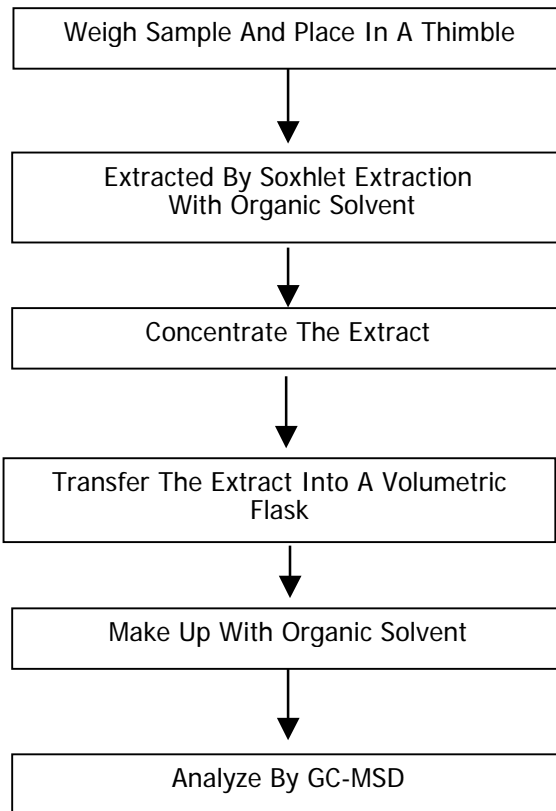 Weigh Sample And Place In A Thimble
Extracted By Soxhlet Extraction
With Organic Solvent
Concentrate The Extract
Transfer The Extract Into A Volumetric
Flask
Make Up With Organic Solvent
Analyze By GC-MSD